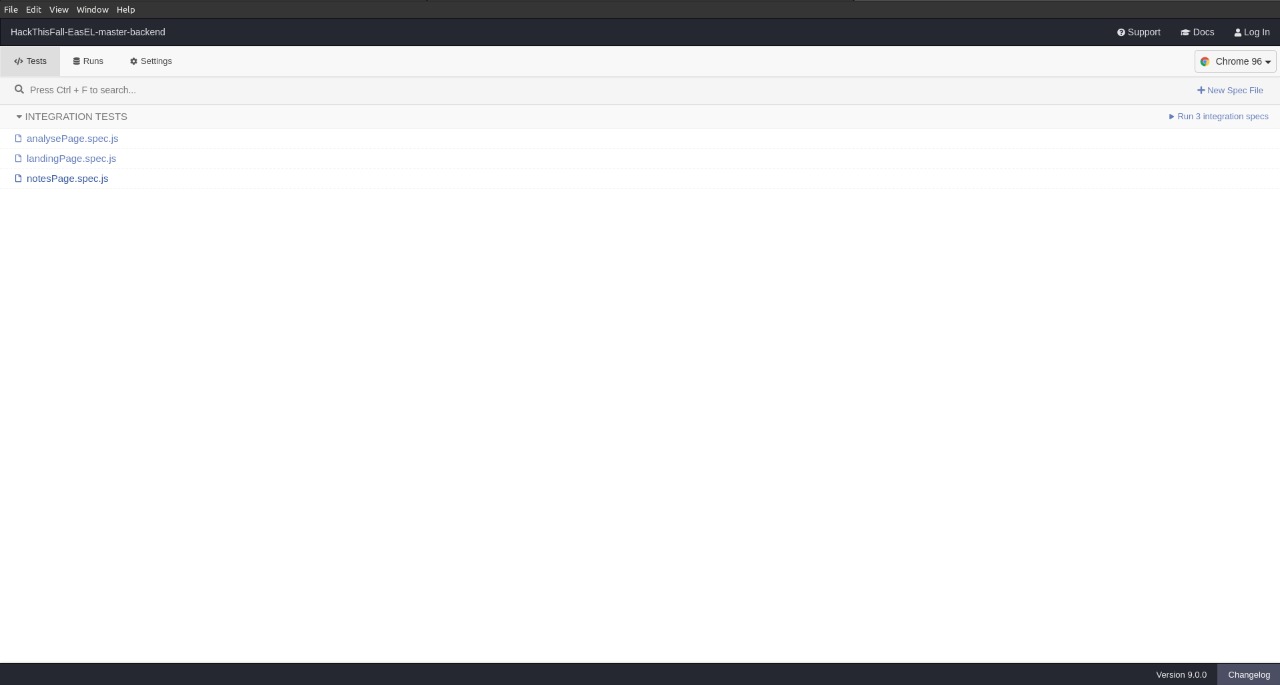 File Edit View Window Help
HackThisFall-EasEL-master-backend Support Docs Log In
Tests Runs Settings Chrome 96
Press Ctrl + F to search... New Spec File
INTEGRATION TESTS Run 3 integration specs
analysePage.spec.js
landingPage.spec.js
notesPage.spec.js
Version 9.0.0 Changelog